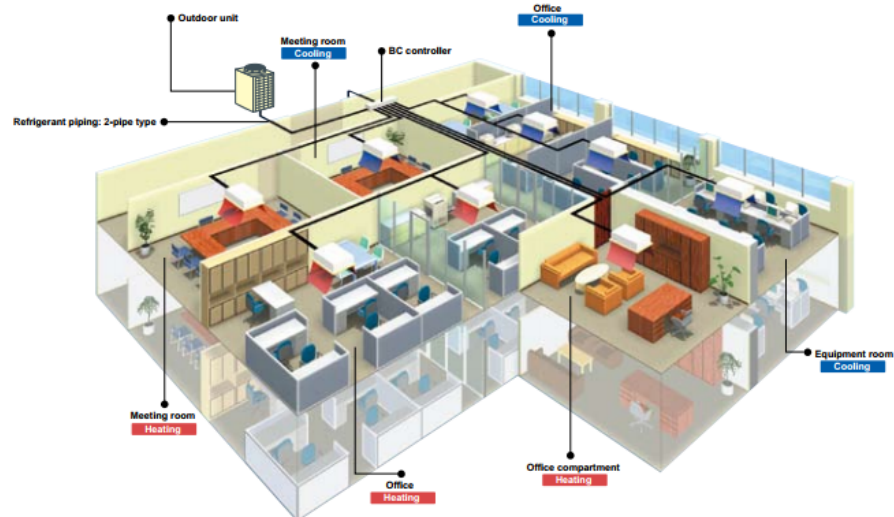 Outdoor unit
Office
Cooling
Meeting room
Cooling
BC controller
Refrigerant piping: 2-pipe type
Equipment room
Cooling
Meeting room
Heating
Office compartment
Heating
Office
Heating